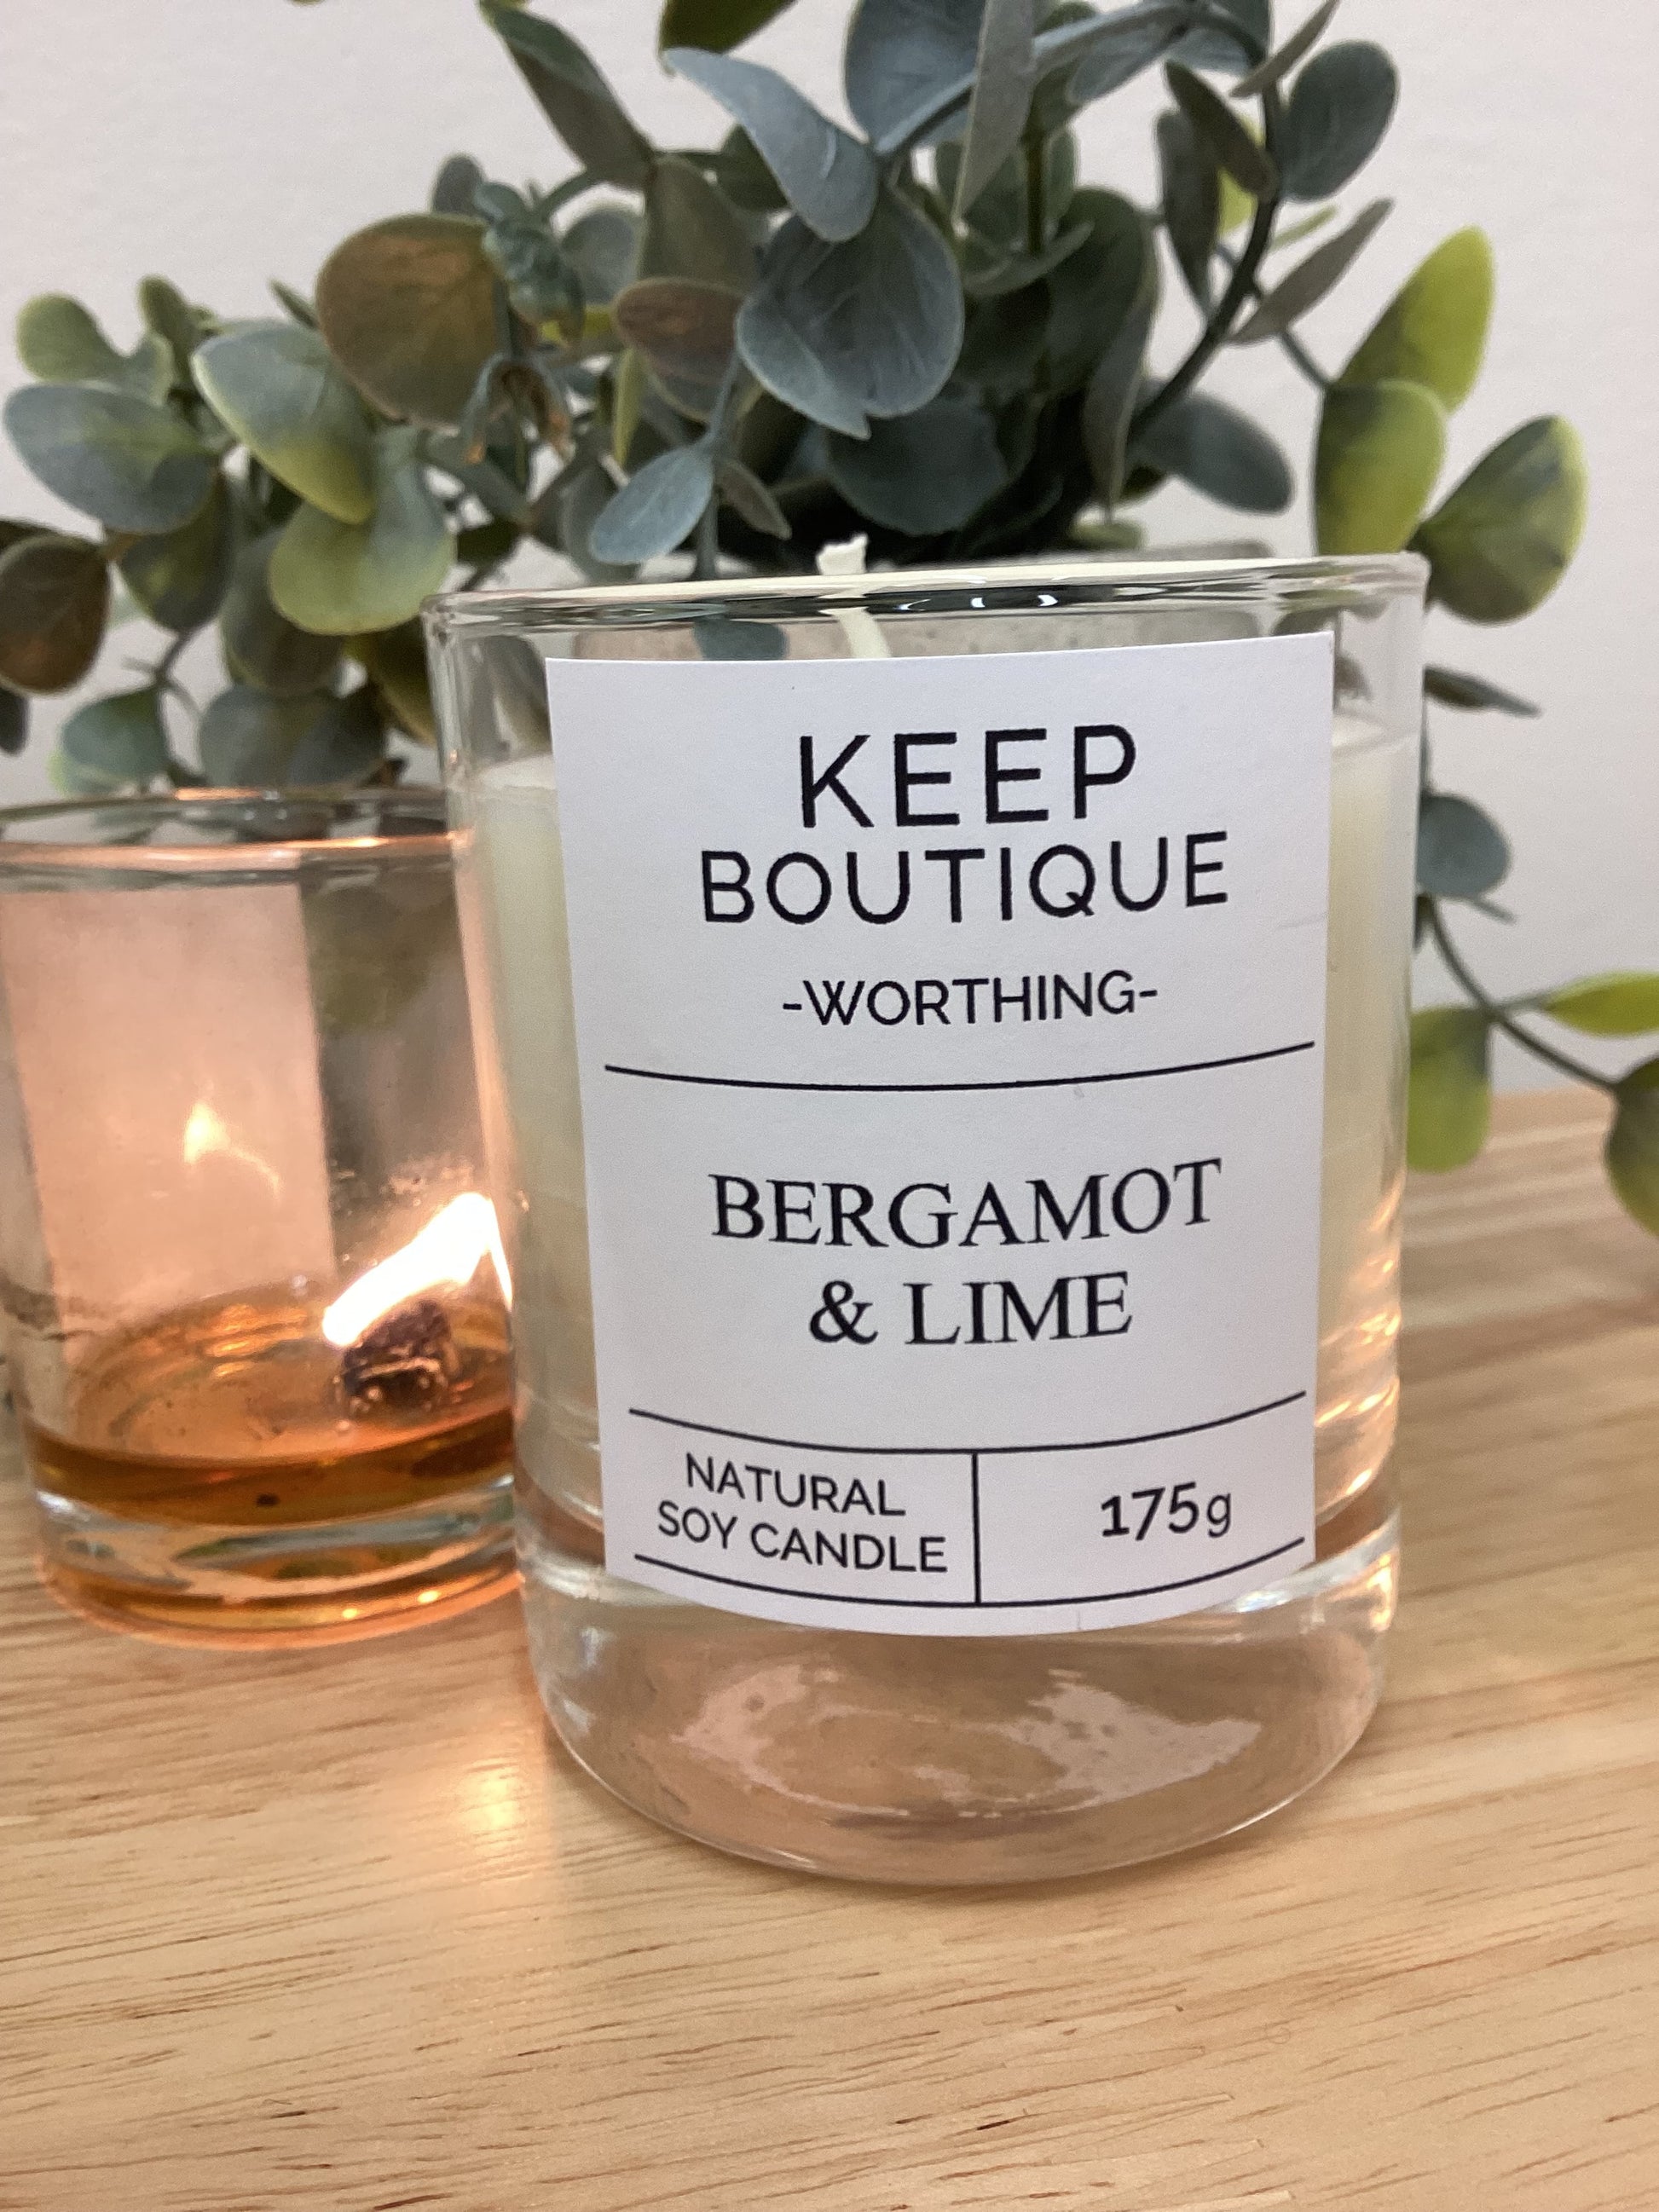 KEEP
BOUTIQUE
-WORTHING-
BERGAMOT
& LIME
NATURAL
SOY CANDLE
175g